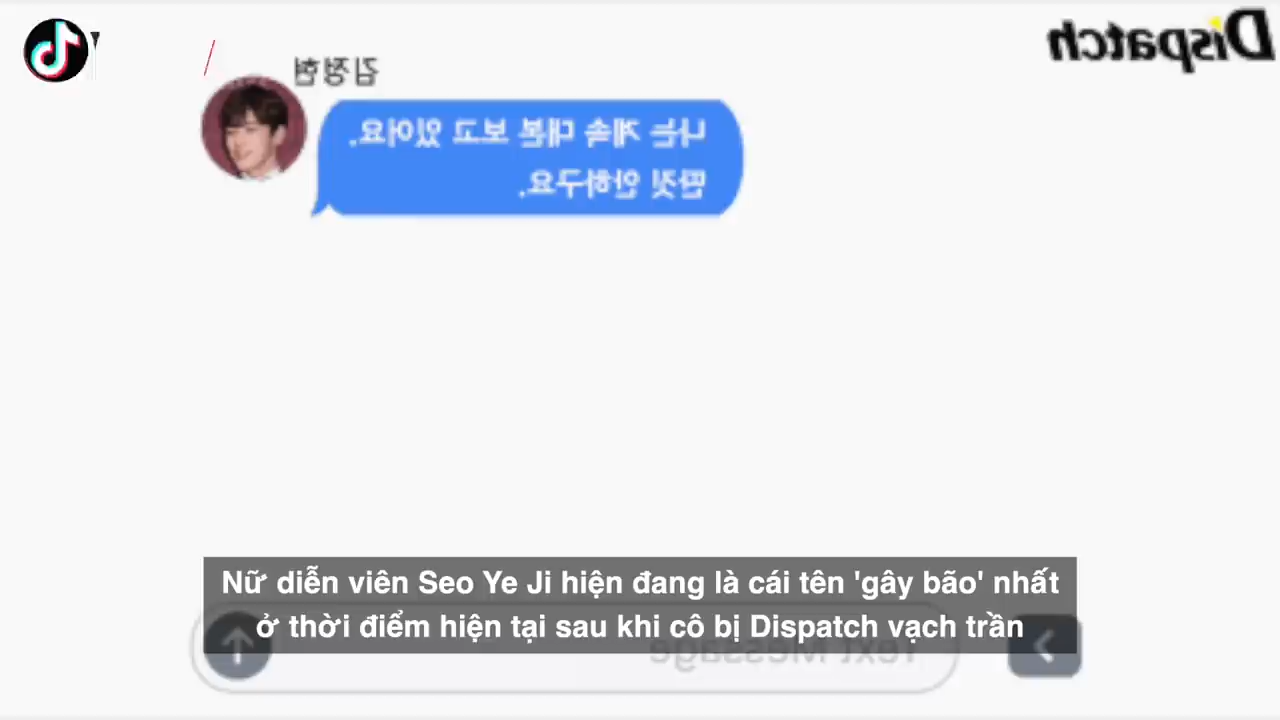 Dispatch
김정현
나는 계속 대본 보고 있어요.
딴짓 안하구요.
Nữ diễn viên Seo Ye Ji hiện đang là cái tên 'gây bão' nhất
ở thời điểm hiện tại sau khi cô bị Dispatch vạch trần
Text Message